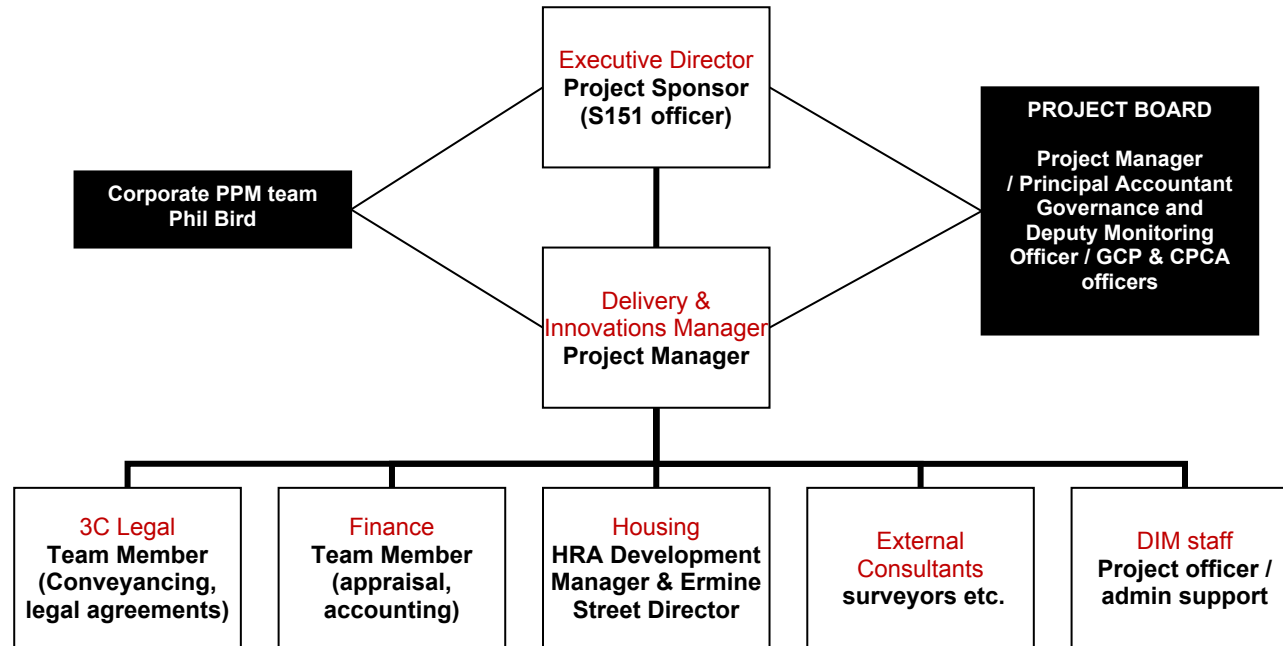 Executive Director
Project Sponsor
(S151 officer)
PROJECT BOARD
Project Manager
/ Principal Accountant
Governance and
Deputy Monitoring
Officer / GCP & CPCA
officers
Corporate PPM team
Phil Bird
Delivery &
Innovations Manager
Project Manager
3C Legal
Team Member
(Conveyancing,
legal agreements)
Finance
Team Member
(appraisal,
accounting)
Housing
HRA Development
Manager & Ermine
Street Director
External
Consultants
surveyors etc.
DIM staff
Project officer /
admin support